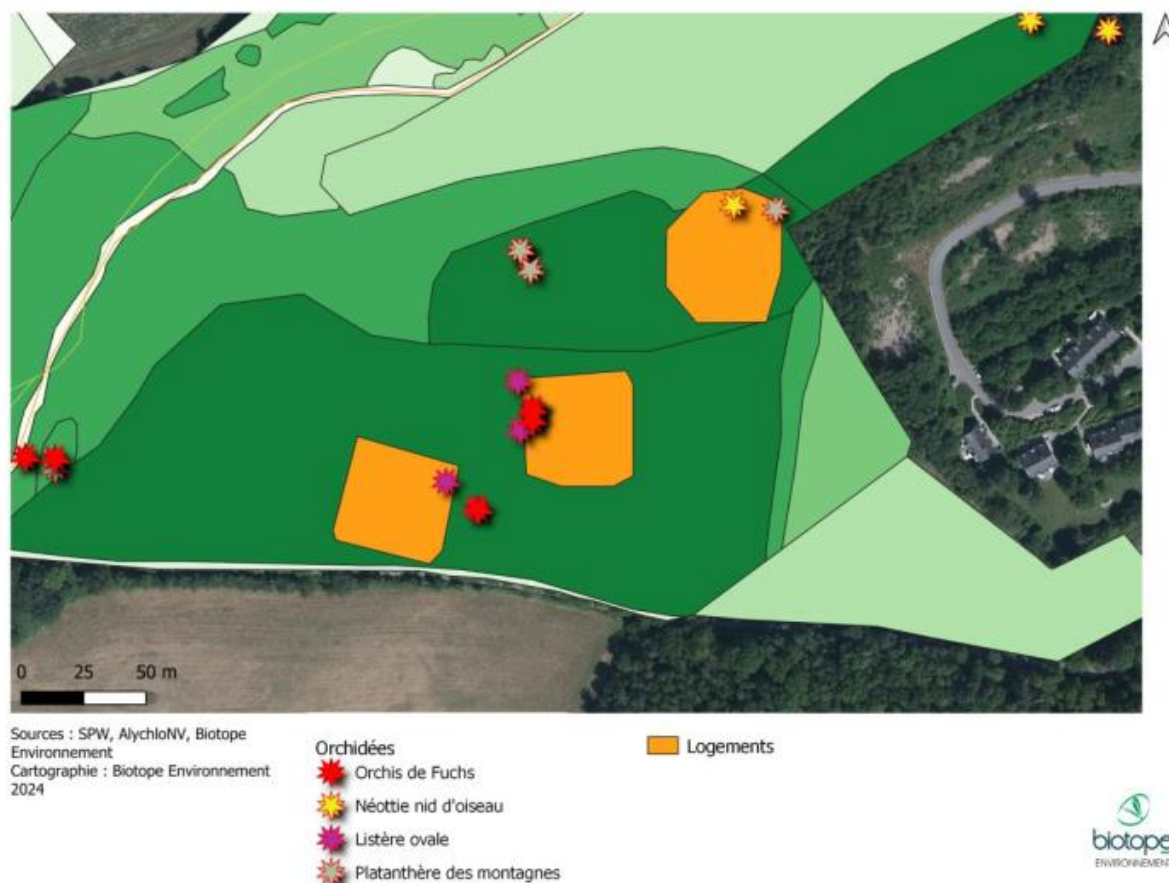 0 25 50 m
Sources : SPW, AlychloNV, Biotope
Environnement
Cartographie : Biotope Environnement
2024
Orchidées
Orchis de Fuchs
Néottie nid d'oiseau
Listère ovale
Platanthère des montagnes
Logements
biotope
ENVIRONNEMENT